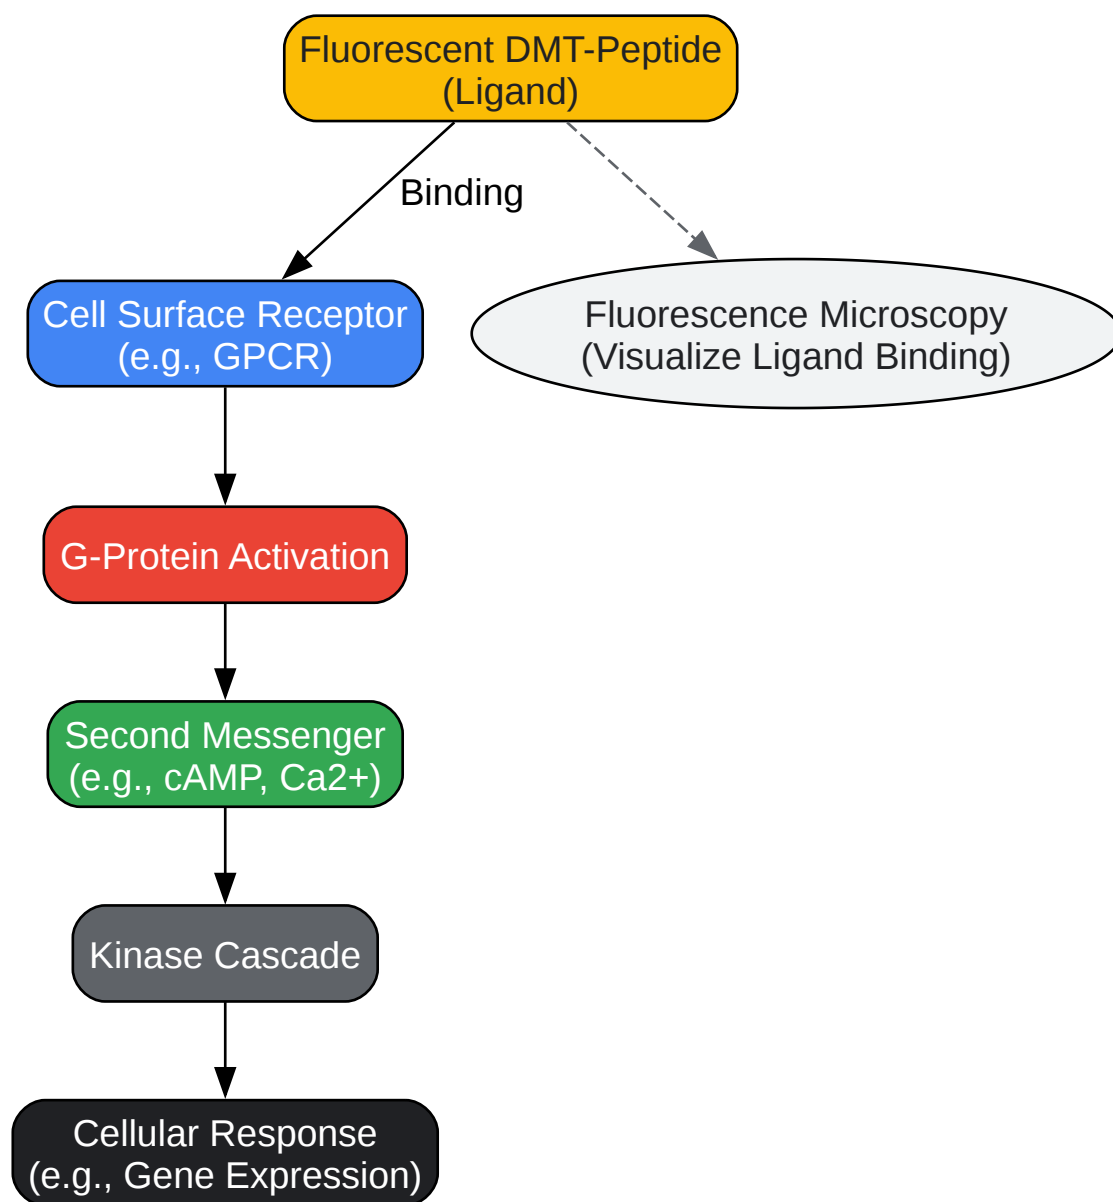 Fluorescent DMT-Peptide
(Ligand)
Binding
Cell Surface Receptor
(e.g., GPCR)
Fluorescence Microscopy
(Visualize Ligand Binding)
G-Protein Activation
Second Messenger
(e.g., cAMP, Ca2+)
Kinase Cascade
Cellular Response
(e.g., Gene Expression)